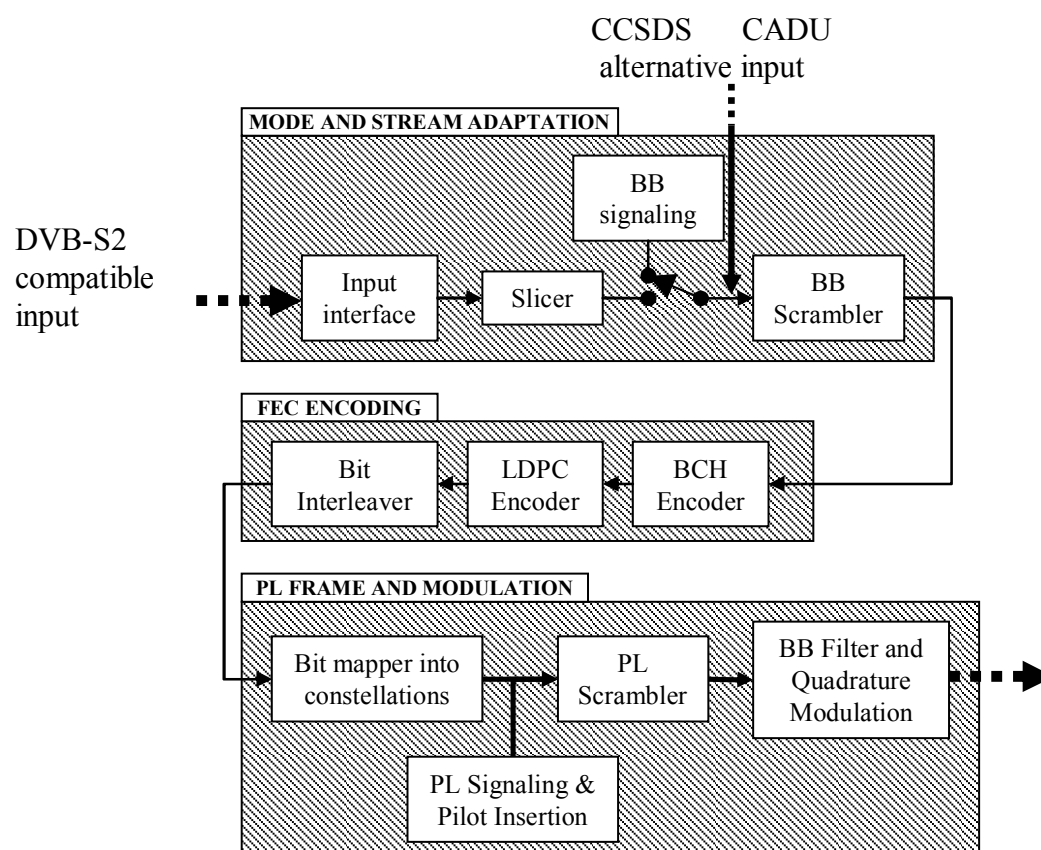 CCSDS CADU
alternative input
MODE AND STREAM ADAPTATION
BB
signaling
DVB-S2
compatible
input
Input
interface
Slicer
BB
Scrambler
FEC ENCODING
Bit
Interleaver
LDPC
Encoder
BCH
Encoder
PL FRAME AND MODULATION
Bit mapper into
constellations
PL
Scrambler
BB Filter and
Quadrature
Modulation
PL Signaling &
Pilot Insertion